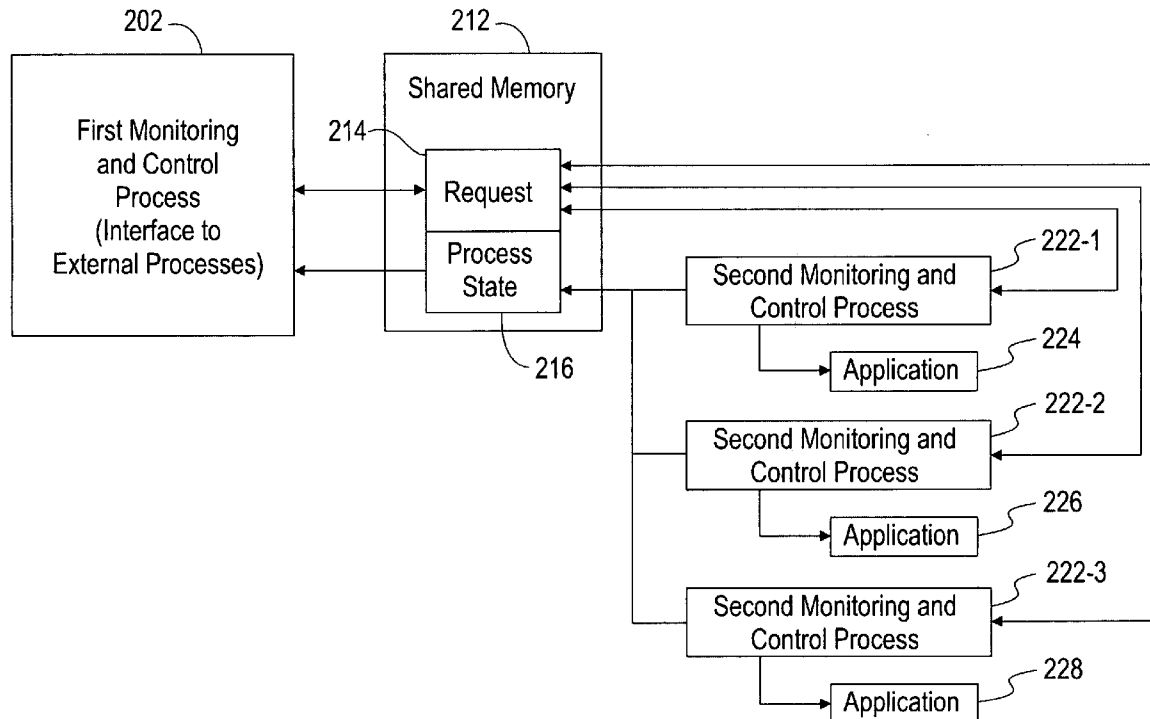 202
212
First Monitoring
and Control
Process
(Interface to
External Processes)
Shared Memory
214
Request
Process
State
216
222-1
Second Monitoring and
Control Process
224
Application
222-2
Second Monitoring and
Control Process
226
Application
222-3
Second Monitoring and
Control Process
228
Application